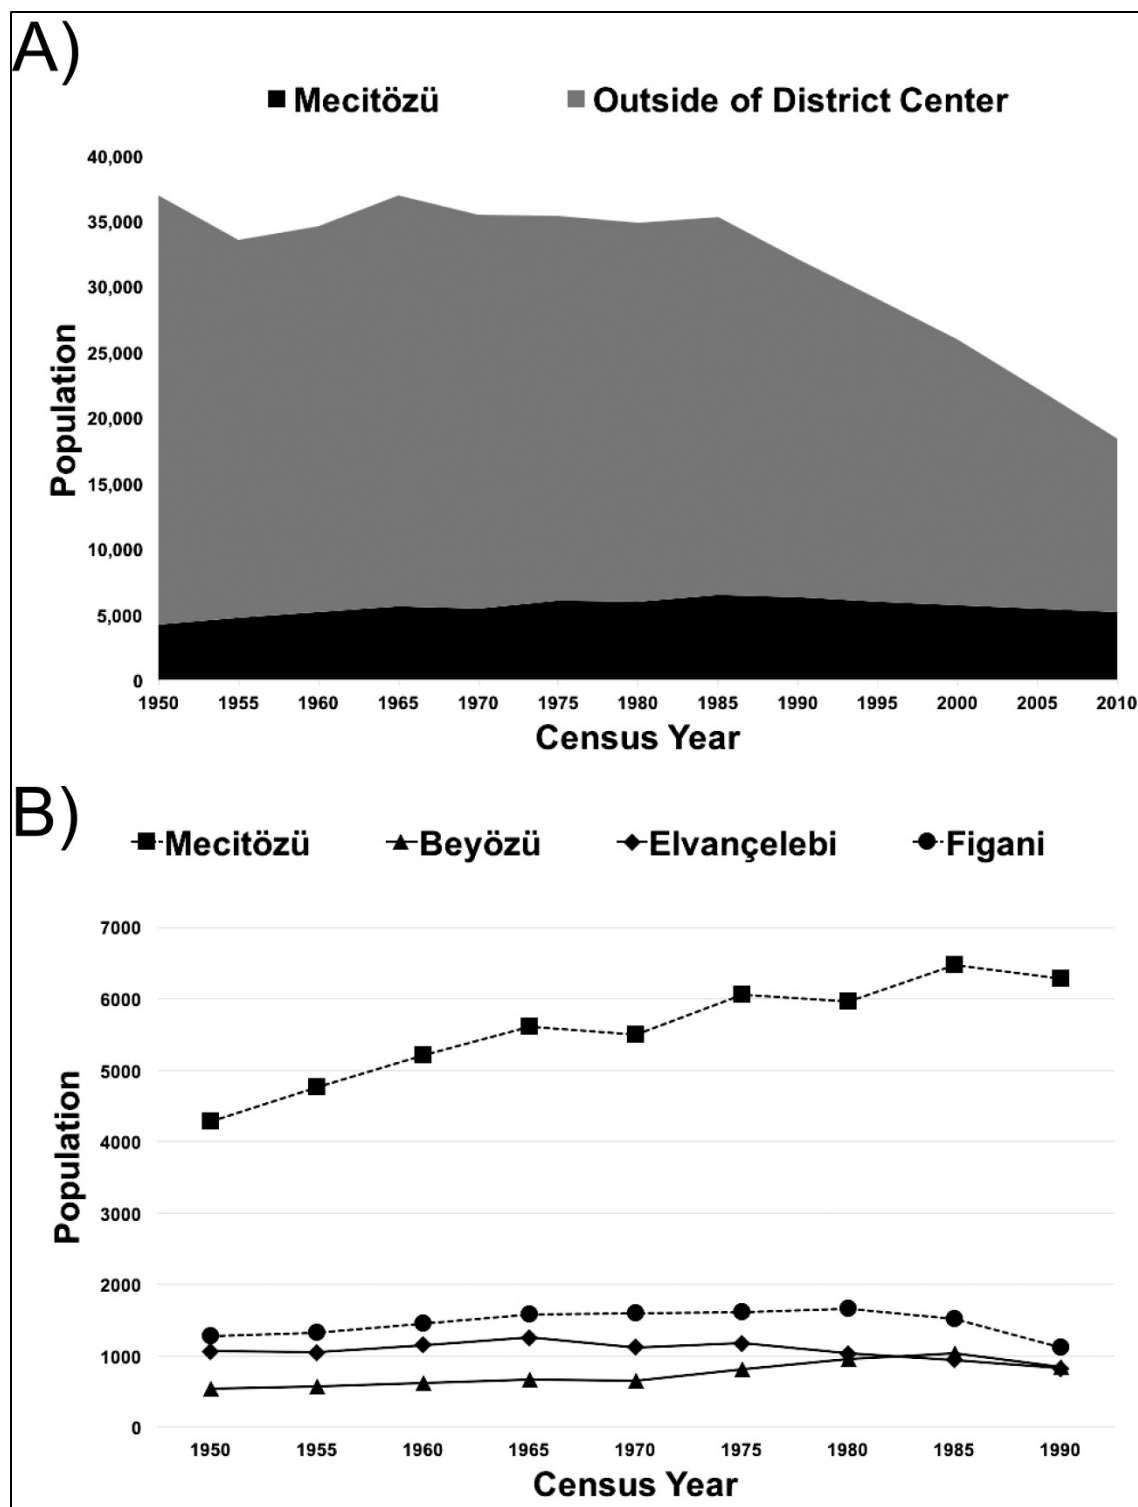 A)
Mecitözü Outside of District Center
40,000
35,000
30,000
25,000
20,000
15,000
10,000
5,000
0
Population
1950 1955 1960 1965 1970 1975 1980 1985 1990 1995 2000 2005 2010
Census Year
B)
Mecitözü Beyözü Elvançelebi Figani
7000
6000
5000
4000
3000
2000
1000
0
Population
1950 1955 1960 1965 1970 1975 1980 1985 1990
Census Year